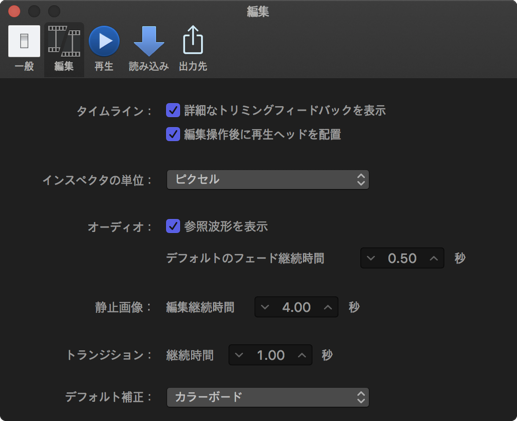 編集
一般 編集 再生 読み込み 出力先
タイムライン： 詳細なトリミングフィードバックを表示
編集操作後に再生ヘッドを配置
インスペクタの単位： ピクセル
オーディオ： 参照波形を表示
デフォルトのフェード継続時間 0.50 秒
静止画像： 編集継続時間 4.00 秒
トランジション： 継続時間 1.00 秒
デフォルト補正： カラーボード